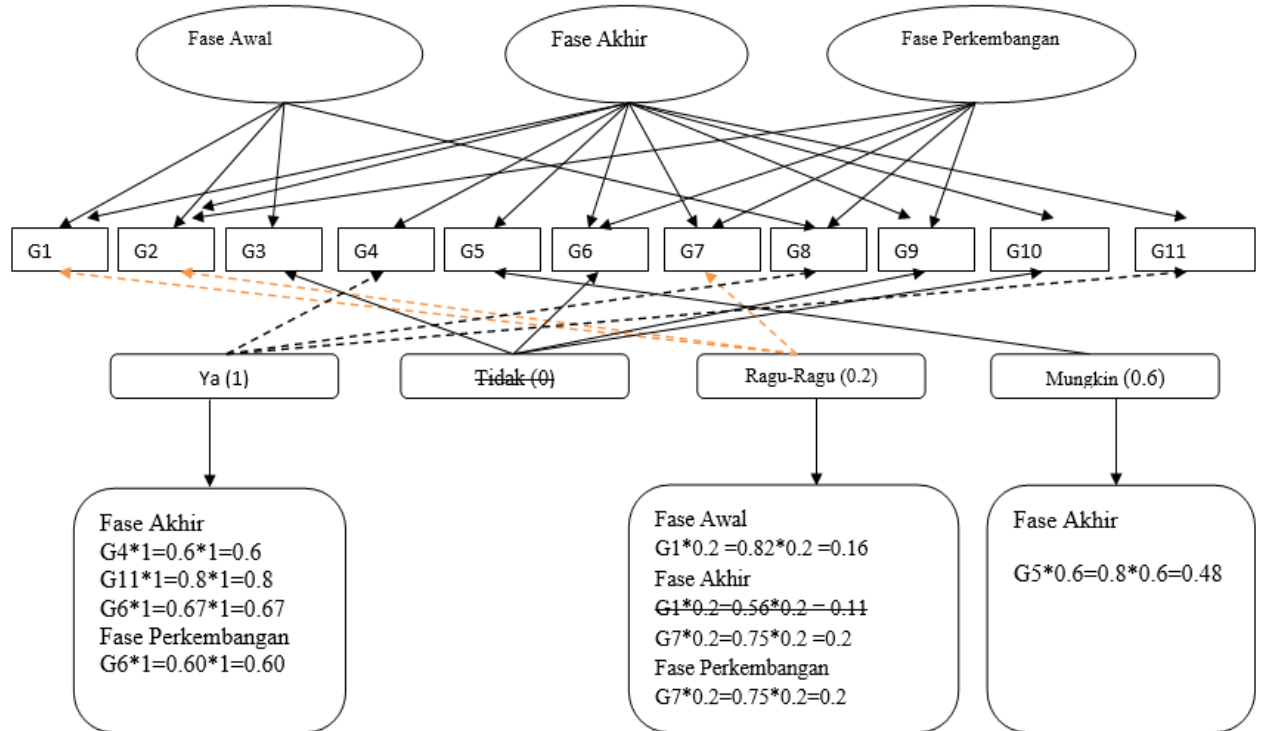 Fase Awal
Fase Akhir
Fase Perkembangan
G1
G2
G3
G4
G5
G6
G7
G8
G9
G10
G11
Ya (1)
Tidak (0)
Ragu-Ragu (0.2)
Mungkin (0.6)
Fase Akhir
G4*1=0.6*1=0.6
G11*1=0.8*1=0.8
G6*1=0.67*1=0.67
Fase Perkembangan
G6*1=0.60*1=0.60
Fase Awal
G1*0.2 =0.82*0.2 =0.16
Fase Akhir
G1*0.2=0.56*0.2 = 0.11
G7*0.2=0.75*0.2 =0.2
Fase Perkembangan
G7*0.2=0.75*0.2=0.2
Fase Akhir
G5*0.6=0.8*0.6=0.48